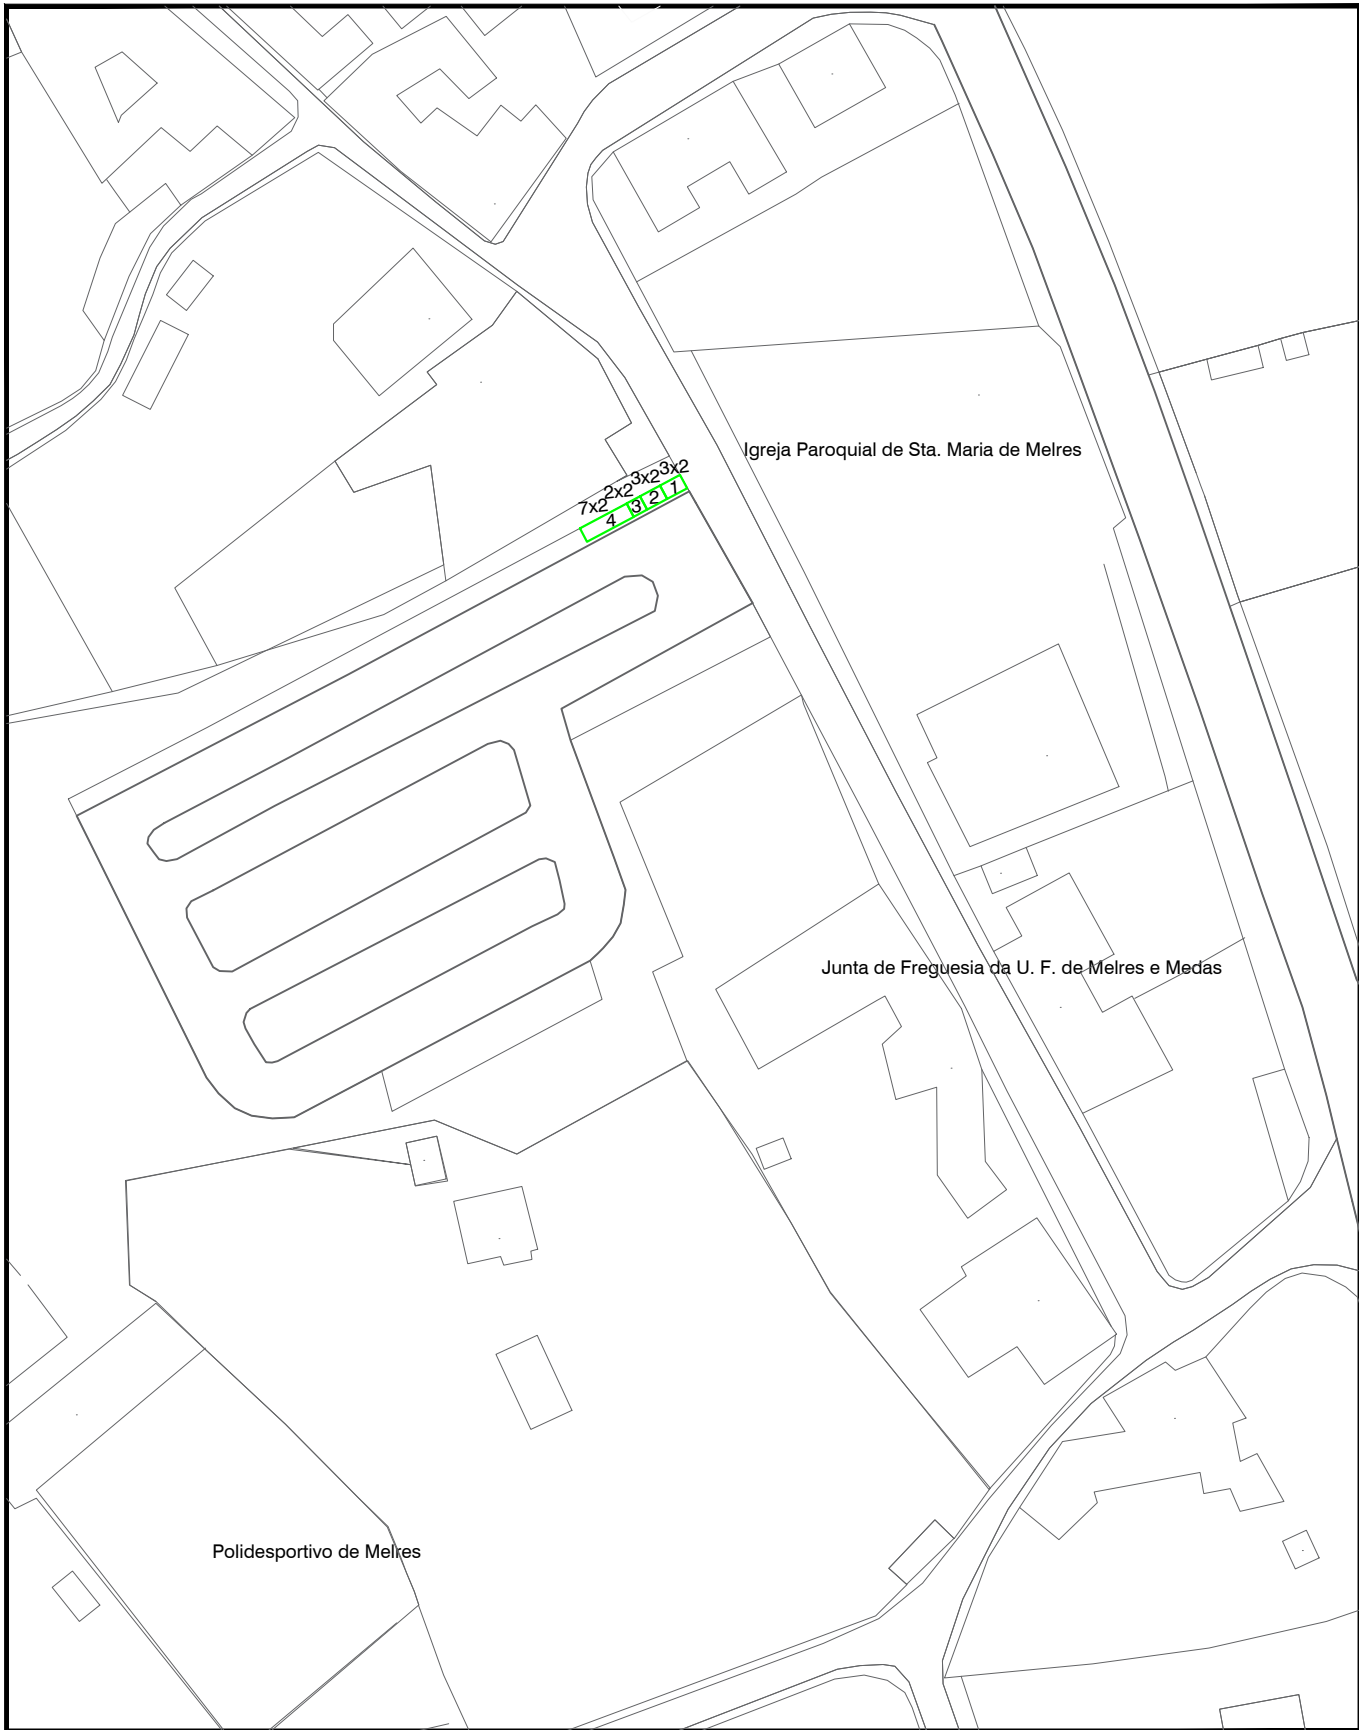 Igreja Paroquial de Sta. Maria de Melres
3x2
3x2
2x2
7x2
1
2
3
4
Junta de Freguesia da U. F. de Melres e Medas
Polidesportivo de Melres